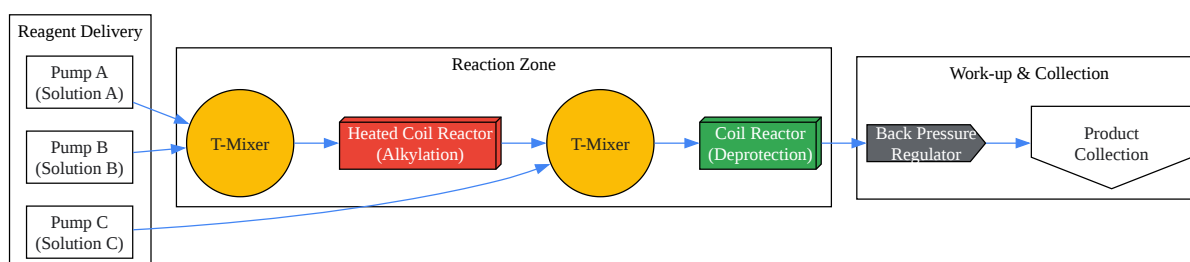 Reagent Delivery
Pump A
(Solution A)
Pump B
(Solution B)
Pump C
(Solution C)
Reaction Zone
T-Mixer
Heated Coil Reactor
(Alkylation)
T-Mixer
Coil Reactor
(Deprotection)
Work-up & Collection
Back Pressure
Regulator
Product
Collection